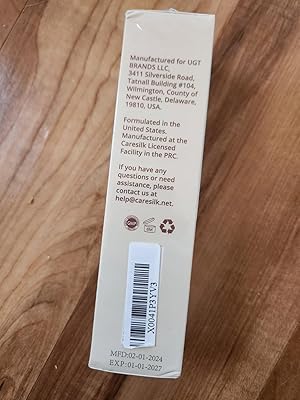 Manufactured for UGT
BRANDS LLC,
3411 Silverside Road,
Tatnall Building #104,
Wilmington, County of
New Castle, Delaware,
19810, USA.
Formulated in the
United States.
Manufactured at the
Caresilk Licensed
Facility in the PRC.
If you have any
questions or need
assistance, please
contact us at
help@caresilk.net.
GMP
X0041P3YV3
MFD:02-01-2024
EXP:01-01-2027